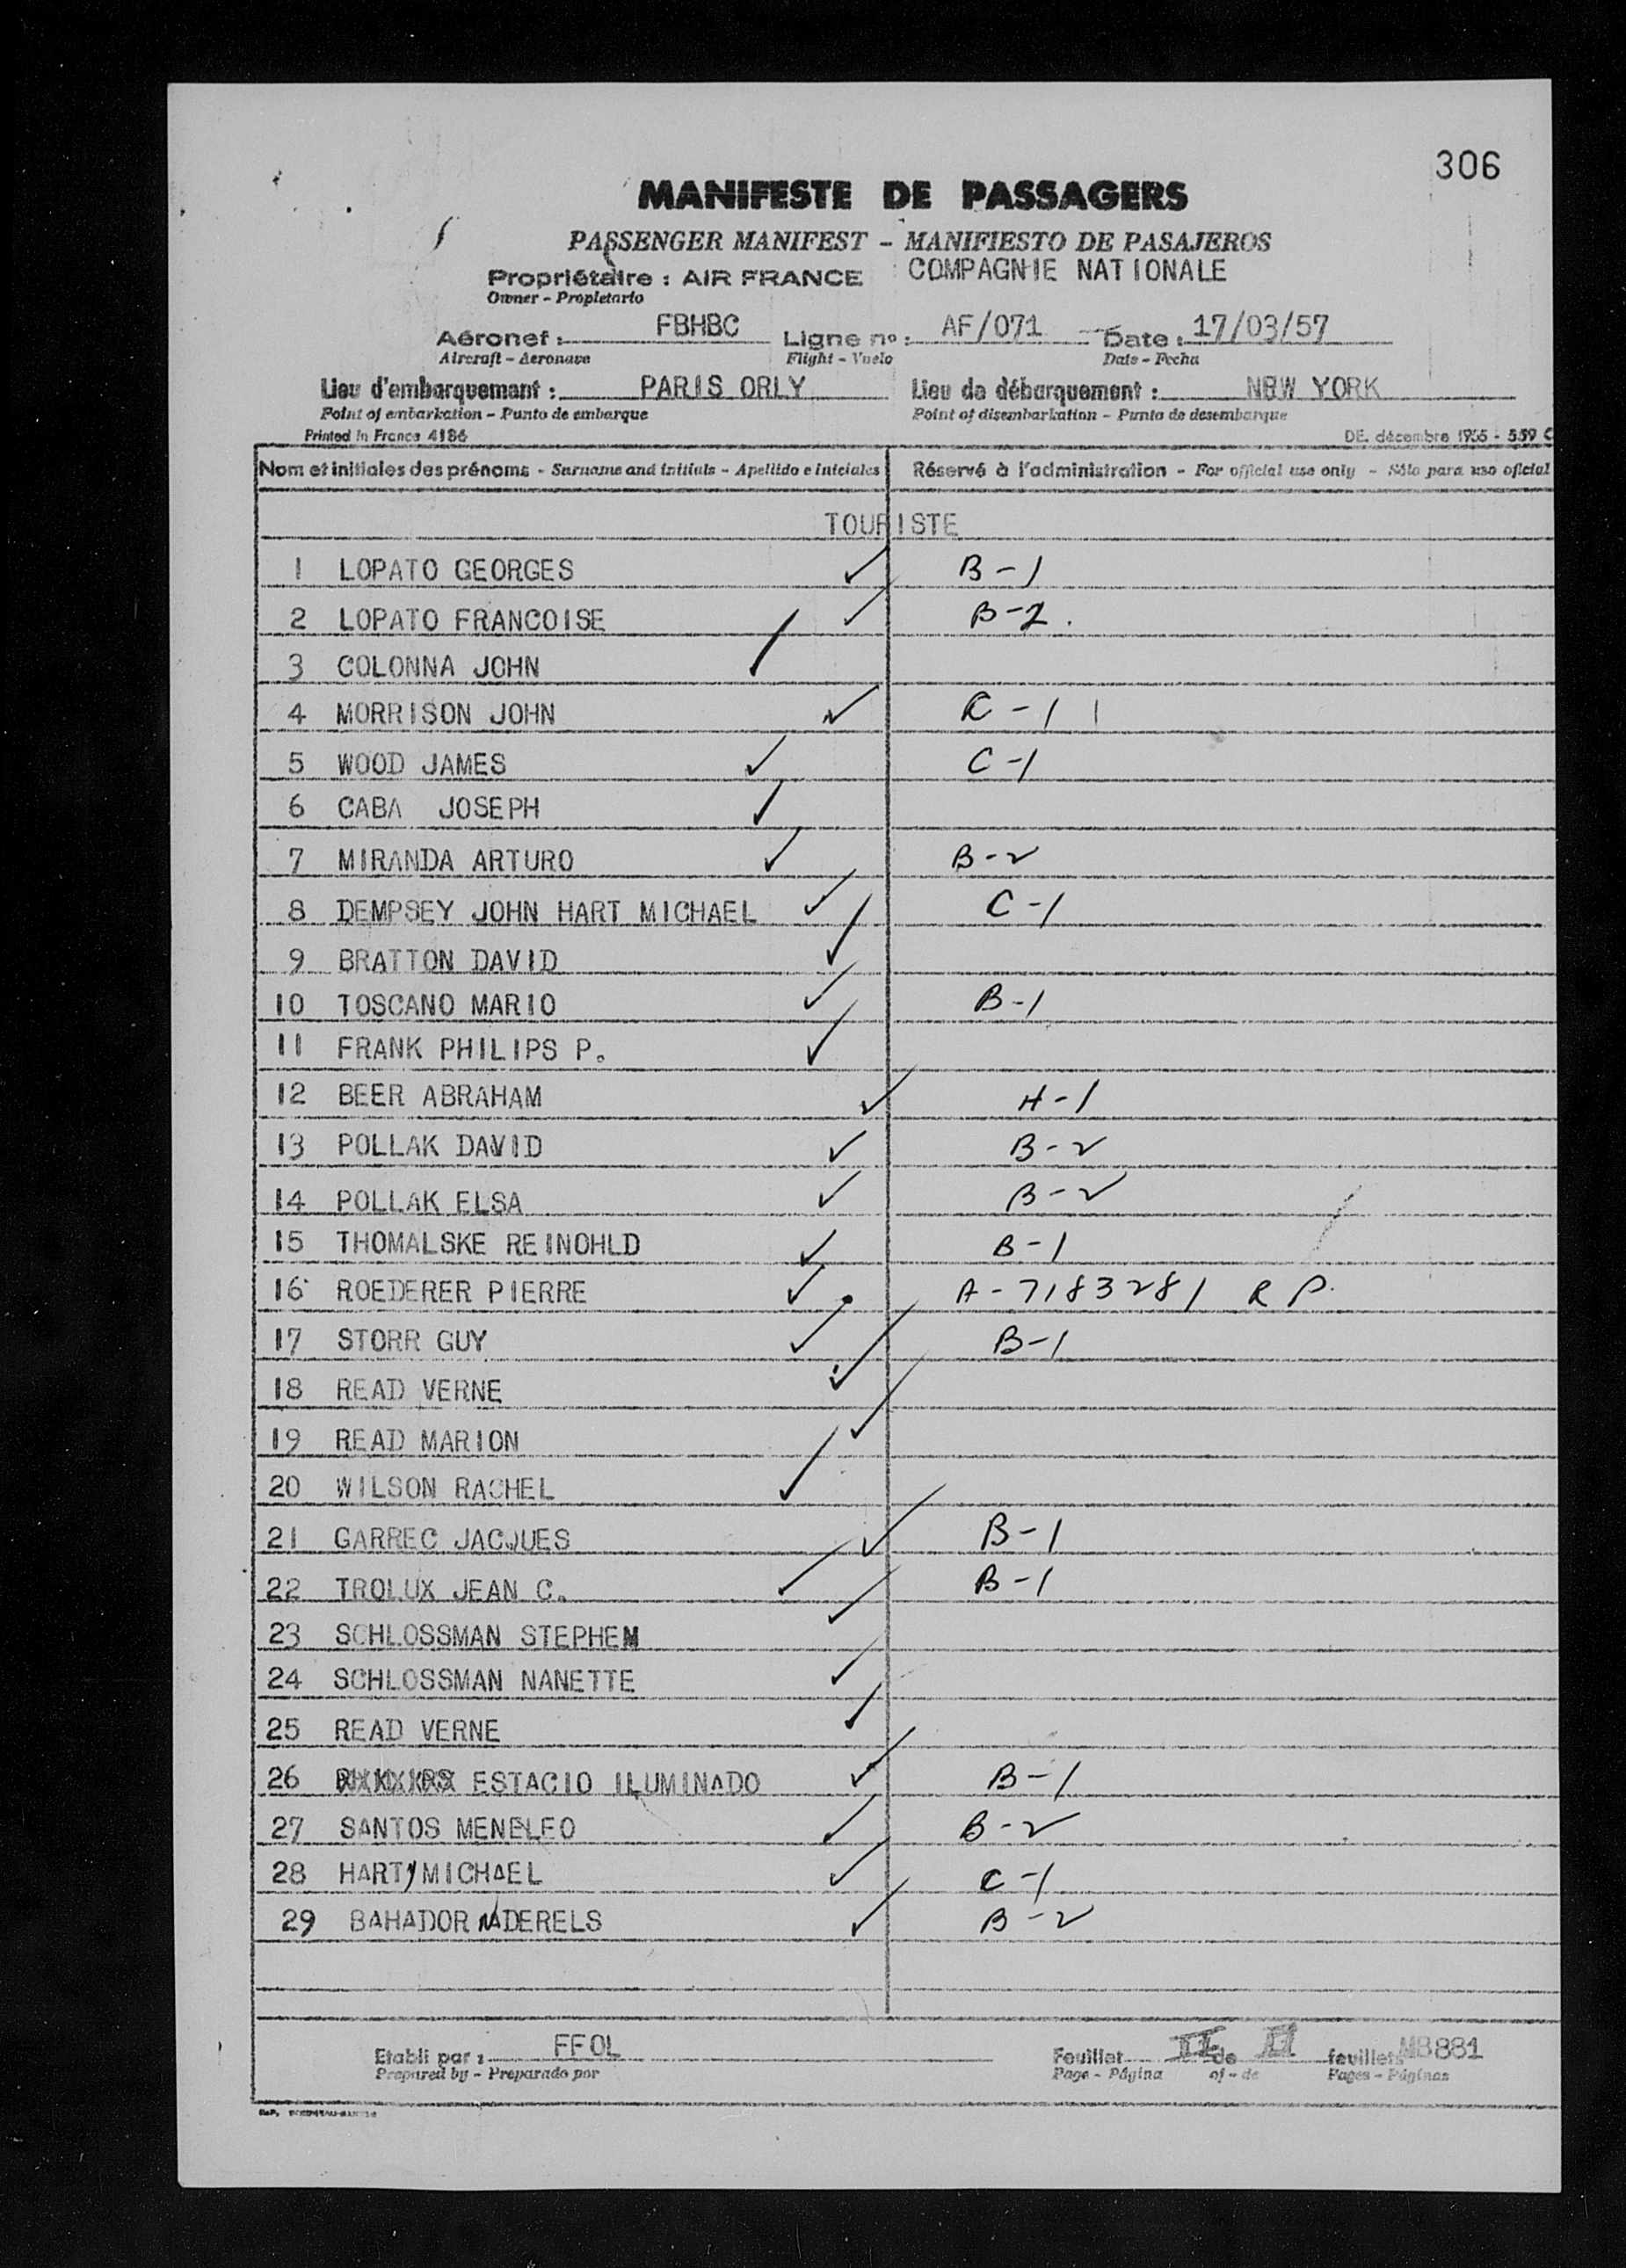 306
MANIFESTE DE PASSAGERS
PASSENGER MANIFEST - MANIFIESTO DE PASAJEROS
Propriétaire : AIR FRANCE COMPAGNIE NATIONALE
Owner - Propietario
Aéronef : FBHBC Ligne nº : AF/071 Date : 17/03/57
Aircraft - Aeronave Flight - Vuelo Date - Fecha
Lieu d'embarquement : PARIS ORLY Lieu de débarquement : NBW YORK
Point of embarkation - Punto de embarque Point of disembarkation - Punto de desembarque
Printed in France 4186 DE. décembre 1955 - 559 C
Nom et initiales des prénoms - Surname and initials - Apellido e iniciales Réservé à l'administration - For official use only - Sólo para uso oficial
TOURISTE
1 LOPATO GEORGES B-1
2 LOPATO FRANCOISE B-2.
3 COLONNA JOHN
4 MORRISON JOHN C-1
5 WOOD JAMES C-1
6 CABA JOSEPH
7 MIRANDA ARTURO B-2
8 DEMPSEY JOHN HART MICHAEL C-1
9 BRATTON DAVID
10 TOSCANO MARIO B-1
11 FRANK PHILIPS P.
12 BEER ABRAHAM H-1
13 POLLAK DAVID B-2
14 POLLAK ELSA B-2
15 THOMALSKE REINOHLD B-1
16 ROEDERER PIERRE A-7183281 R P.
17 STORR GUY B-1
18 READ VERNE
19 READ MARION
20 WILSON RACHEL
21 GARREC JACQUES B-1
22 TROLUX JEAN C. B-1
23 SCHLOSSMAN STEPHEM
24 SCHLOSSMAN NANETTE
25 READ VERNE
26 ESTACIO ILUMINADO B-1
27 SANTOS MENELEO B-2
28 HART, MICHAEL C-1
29 BAHADOR NADERELS B-2
Etabli par : FFOL Feuillet II de II feuillets MB881
Prepared by - Preparado por Page - Página of - de Pages - Páginas